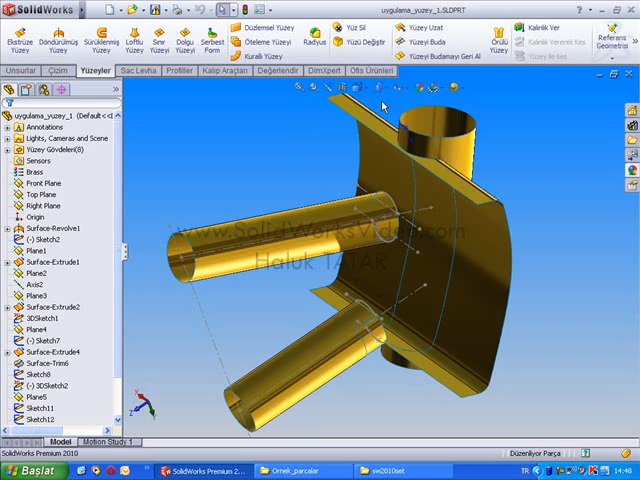 SolidWorks
uygulama_yuzey_1.SLDPRT
Ekstrüze Yüzey
Döndürülmüş Yüzey
Süreklenmiş Yüzey
Loftlu Yüzey
Sınır Yüzey
Dolgu Yüzey
Serbest Form
Düzlemsel Yüzey
Öteleme Yüzeyi
Kurallı Yüzey
Radyus
Yüz Sil
Yüzü Değiştir
Yüzey Uzat
Yüzeyi Buda
Yüzey Budamayı Geri Al
Örülü Yüzey
Kalınlık Ver
Kalınlık Vererek Kes
Yüzey ile kes
Referans Geometrisi
Unsurlar
Çizim
Yüzeyler
Sac Levha
Profiller
Kalıp Araçları
Değerlendir
DimXpert
Ofis Ürünleri
uygulama_yuzey_1 (Default<<D
Annotations
Lights, Cameras and Scene
Yüzey Gövdeleri(8)
Sensors
Brass
Front Plane
Top Plane
Right Plane
Origin
Surface-Revolve1
(-) Sketch2
Plane1
Surface-Extrude1
Plane2
Axis2
Plane3
Surface-Extrude2
3DSketch1
Plane4
(-) Sketch7
Surface-Extrude4
Surface-Trim6
Sketch8
(-) 3DSketch2
Plane5
Sketch11
Sketch12
www.SolidWorksVideo.com
Haluk TATAR
X
Y
Z
Model
Motion Study 1
SolidWorks Premium 2010
Düzenliyor Parça
Başlat
SolidWorks Premium 2...
Ornek_parcalar
sw2010set
TR
14:48